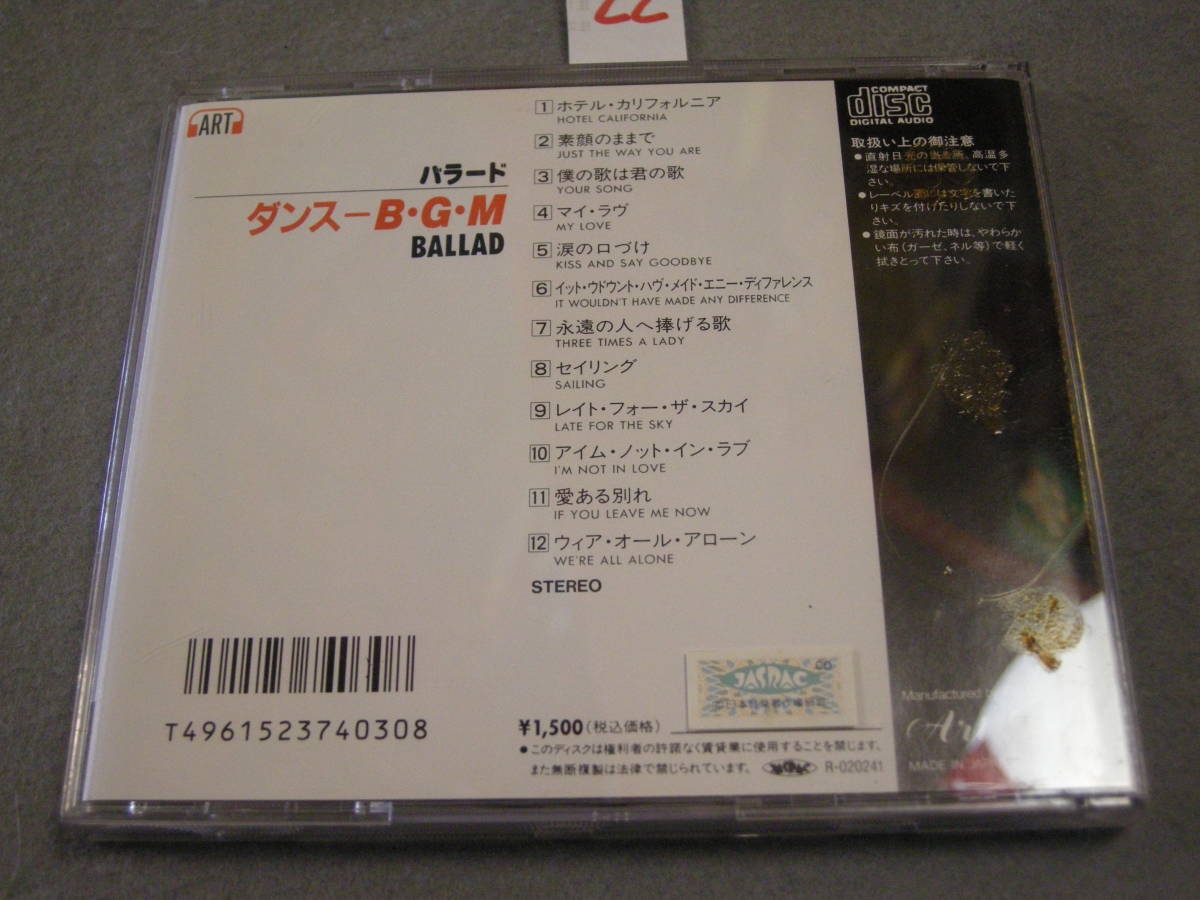 22
ART
バラード
ダンスーB・G・M
BALLAD
1 ホテル・カリフォルニア
HOTEL CALIFORNIA
2 素顔のままで
JUST THE WAY YOU ARE
3 僕の歌は君の歌
YOUR SONG
4 マイ・ラヴ
MY LOVE
5 涙の口づけ
KISS AND SAY GOODBYE
6 イット・ウドウント・ハヴ・メイド・エニー・ディファレンス
IT WOULDN'T HAVE MADE ANY DIFFERENCE
7 永遠の人へ捧げる歌
THREE TIMES A LADY
8 セイリング
SAILING
9 レイト・フォー・ザ・スカイ
LATE FOR THE SKY
10 アイム・ノット・イン・ラブ
I'M NOT IN LOVE
11 愛ある別れ
IF YOU LEAVE ME NOW
12 ウィア・オール・アローン
WE'RE ALL ALONE
STEREO
T4961523740308
¥1,500(税込価格)
JASRAC
●このディスクは権利者の許諾なく賃貸業に使用することを禁じます。
また無断複製は法律で禁じられています。
R-020241
COMPACT
disc
DIGITAL AUDIO
取扱い上の御注意
●直射日光の当る所、高温多
湿な場所には保管しないで下
さい。
●レーベル面には文字を書いた
りキズを付けたりしないで下
さい。
●鏡面が汚れた時は、やわらか
い布(ガーゼ、ネル等)で軽く
拭きとって下さい。
Manufactured
MADE IN